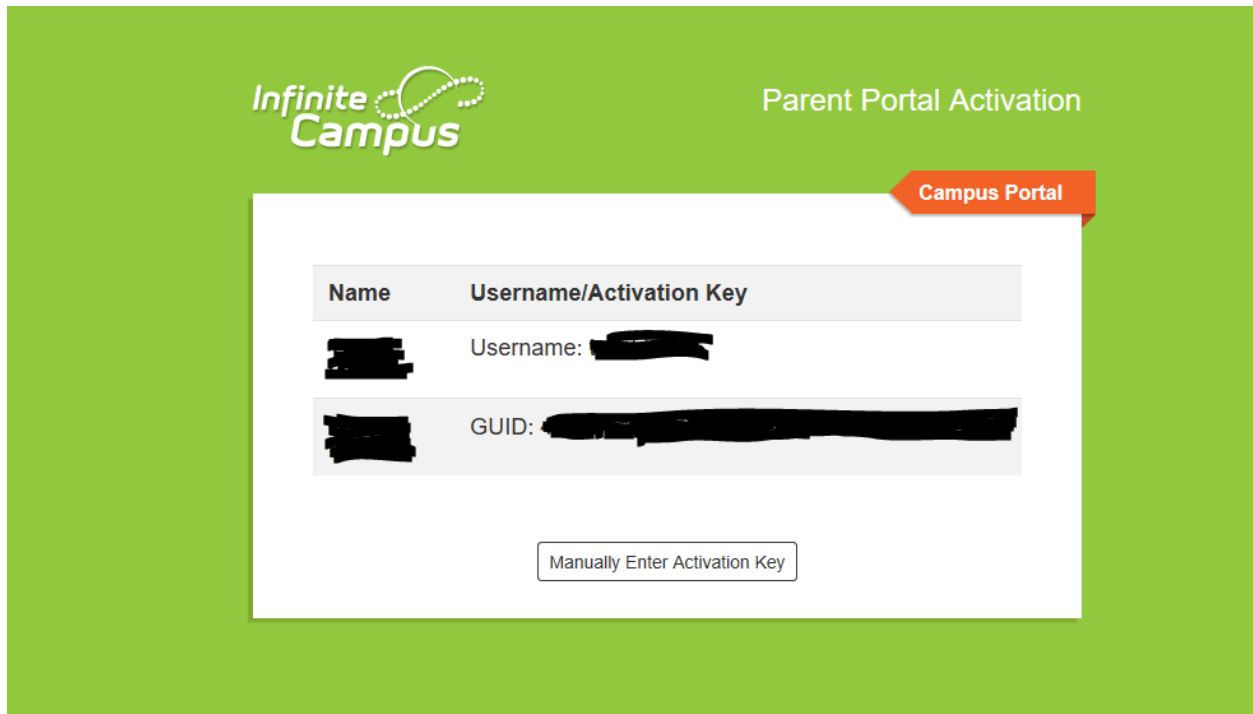 Infinite
Campus
Parent Portal Activation
Campus Portal
Name Username/Activation Key
Username:
GUID:
Manually Enter Activation Key